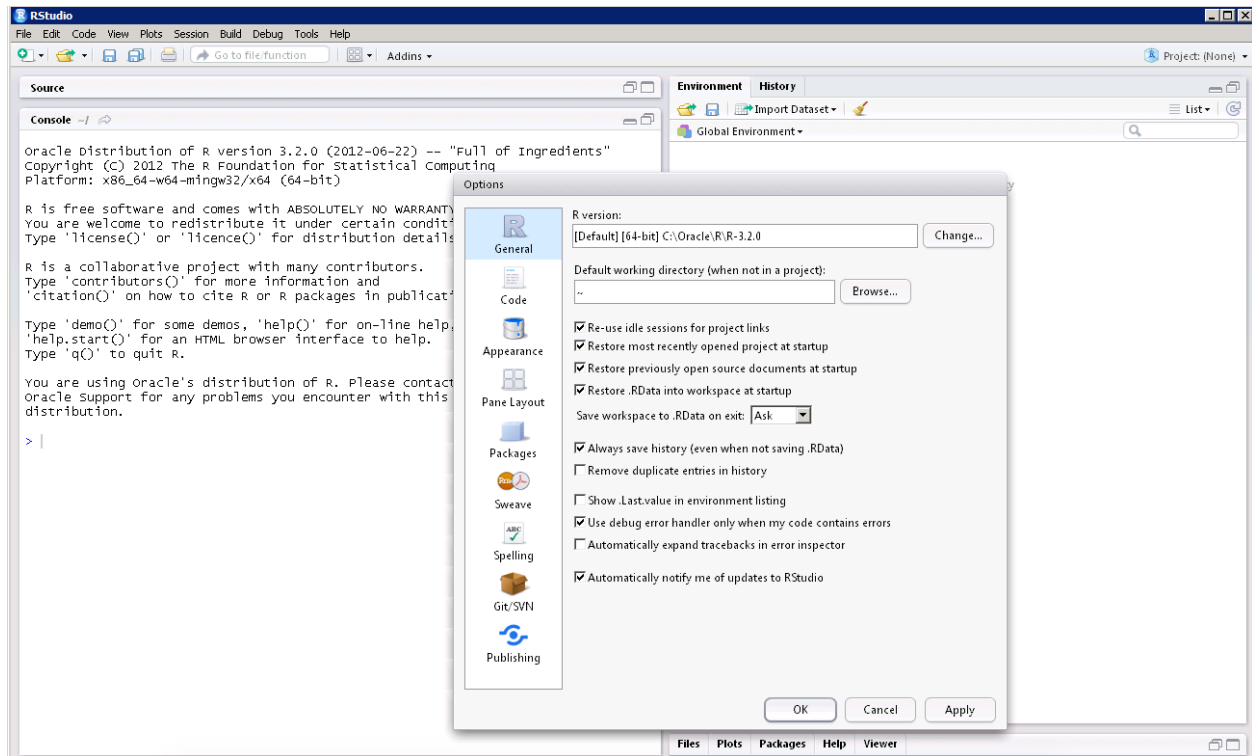 RStudio
File Edit Code View Plots Session Build Debug Tools Help
Go to file/function Addins Project: (None)
Source
Console ~/
Oracle Distribution of R version 3.2.0 (2012-06-22) -- "Full of Ingredients"
Copyright (C) 2012 The R Foundation for Statistical Computing
Platform: x86_64-w64-mingw32/x64 (64-bit)
R is free software and comes with ABSOLUTELY NO WARRANTY
You are welcome to redistribute it under certain conditi
Type 'license()' or 'licence()' for distribution details
R is a collaborative project with many contributors.
Type 'contributors()' for more information and
'citation()' on how to cite R or R packages in publicat
Type 'demo()' for some demos, 'help()' for on-line help,
'help.start()' for an HTML browser interface to help.
Type 'q()' to quit R.
You are using Oracle's distribution of R. Please contact
Oracle Support for any problems you encounter with this
distribution.
>
Environment History
Import Dataset List
Global Environment
y
Options
General
Code
Appearance
Pane Layout
Packages
Rnw
Sweave
ABC
Spelling
Git/SVN
Publishing
R version:
[Default] [64-bit] C:\Oracle\R\R-3.2.0 Change...
Default working directory (when not in a project):
~ Browse...
Re-use idle sessions for project links
Restore most recently opened project at startup
Restore previously open source documents at startup
Restore .RData into workspace at startup
Save workspace to .RData on exit: Ask
Always save history (even when not saving .RData)
Remove duplicate entries in history
Show .Last.value in environment listing
Use debug error handler only when my code contains errors
Automatically expand tracebacks in error inspector
Automatically notify me of updates to RStudio
OK Cancel Apply
Files Plots Packages Help Viewer